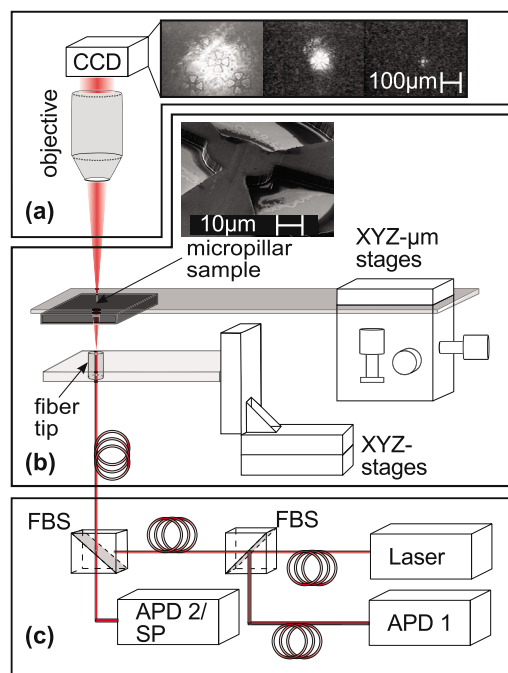 CCD
100μm
objective
(a)
10μm
micropillar
sample
XYZ-μm
stages
fiber
tip
XYZ-
stages
(b)
FBS
FBS
Laser
APD 2/
SP
APD 1
(c)